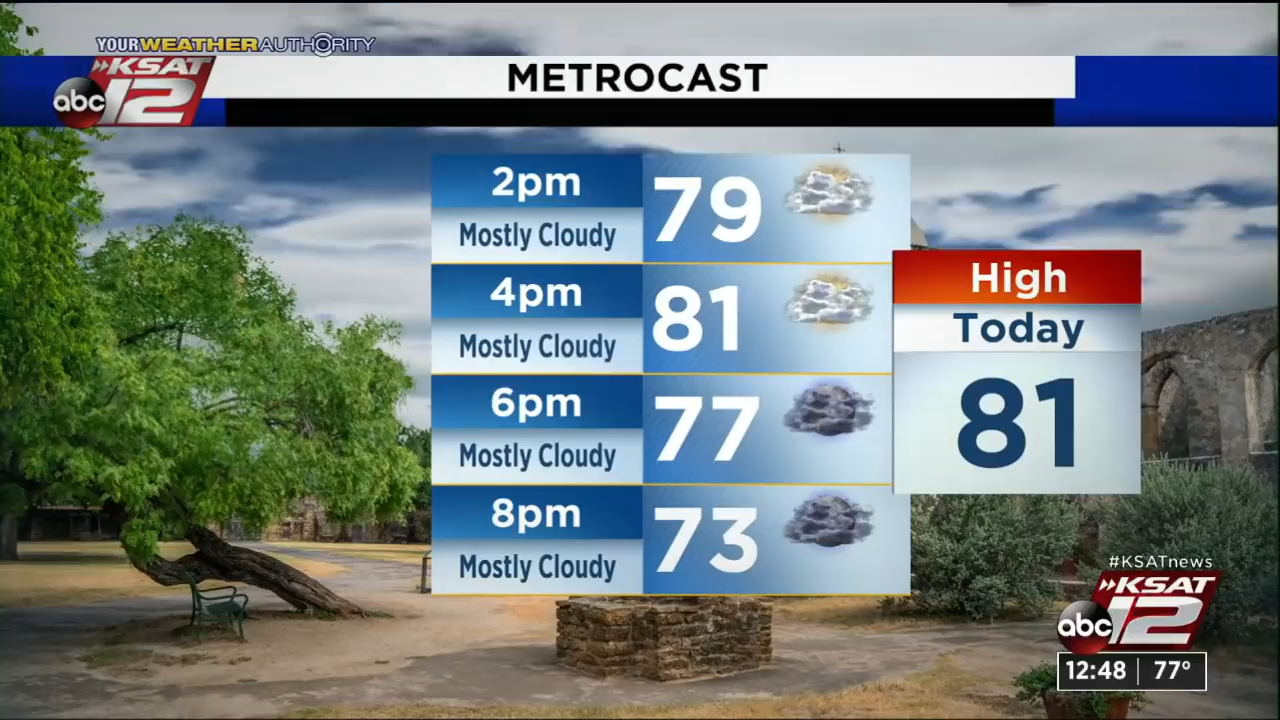 YOURWEATHERAUTHORITY
KSAT
abc 12
METROCAST
2pm
Mostly Cloudy
79
4pm
Mostly Cloudy
81
6pm
Mostly Cloudy
77
8pm
Mostly Cloudy
73
High
Today
81
#KSATnews
KSAT
abc 12
12:48 77°